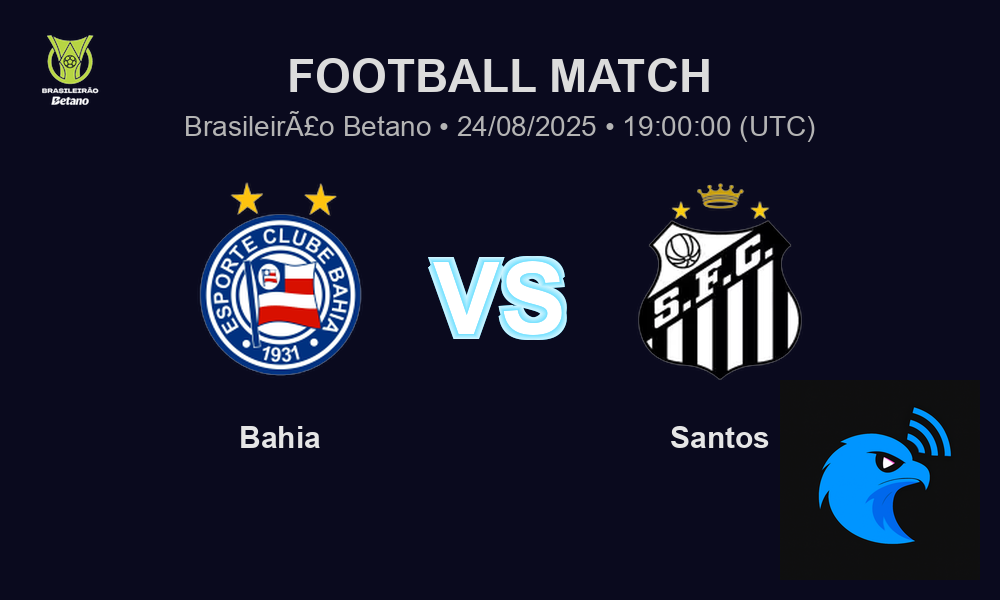 FOOTBALL MATCH
BRASILEIRÃO
Betano
BrasileirÃ£o Betano • 24/08/2025 • 19:00:00 (UTC)
ESPORTE CLUBE BAHIA
• 1931 •
VS
S.F.C.
Bahia
Santos